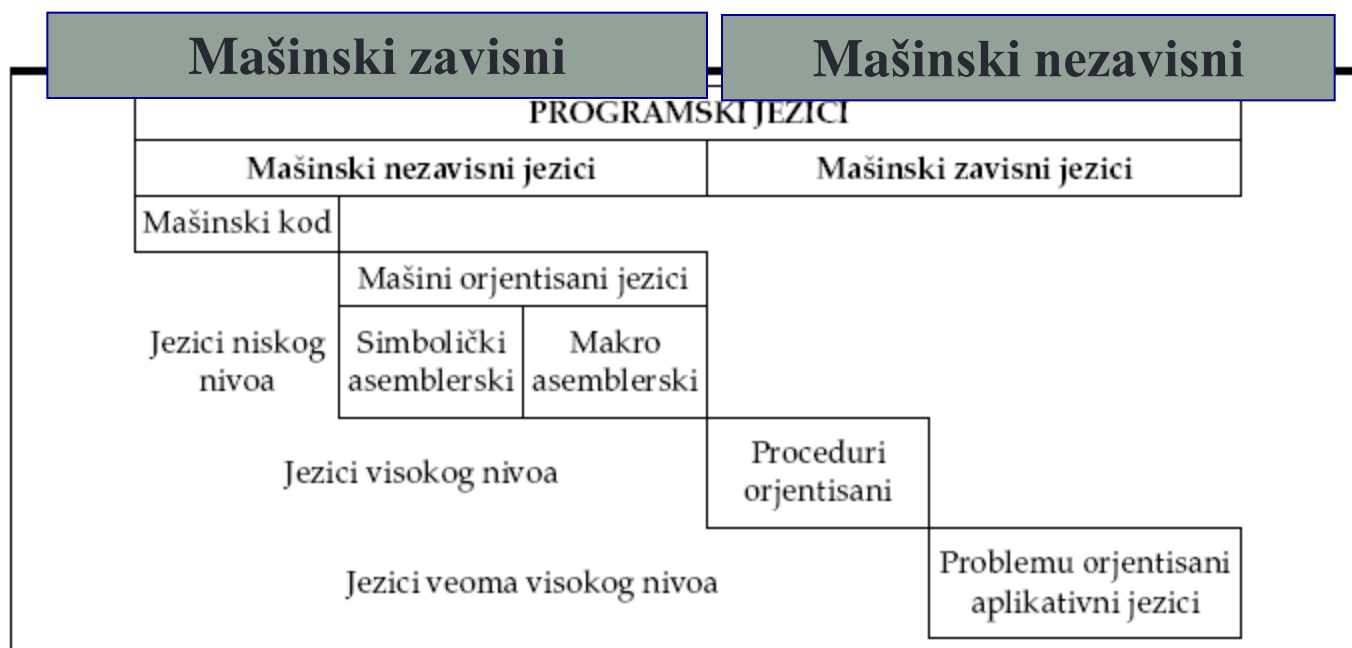 Mašinski zavisni
Mašinski nezavisni
PROGRAMSKI JEZICI
Mašinski nezavisni jezici
Mašinski zavisni jezici
Mašinski kod
Mašini orjentisani jezici
Jezici niskog
nivoa
Simbolički
asemblerski
Makro
asemblerski
Jezici visokog nivoa
Proceduri
orjentisani
Jezici veoma visokog nivoa
Problemu orjentisani
aplikativni jezici